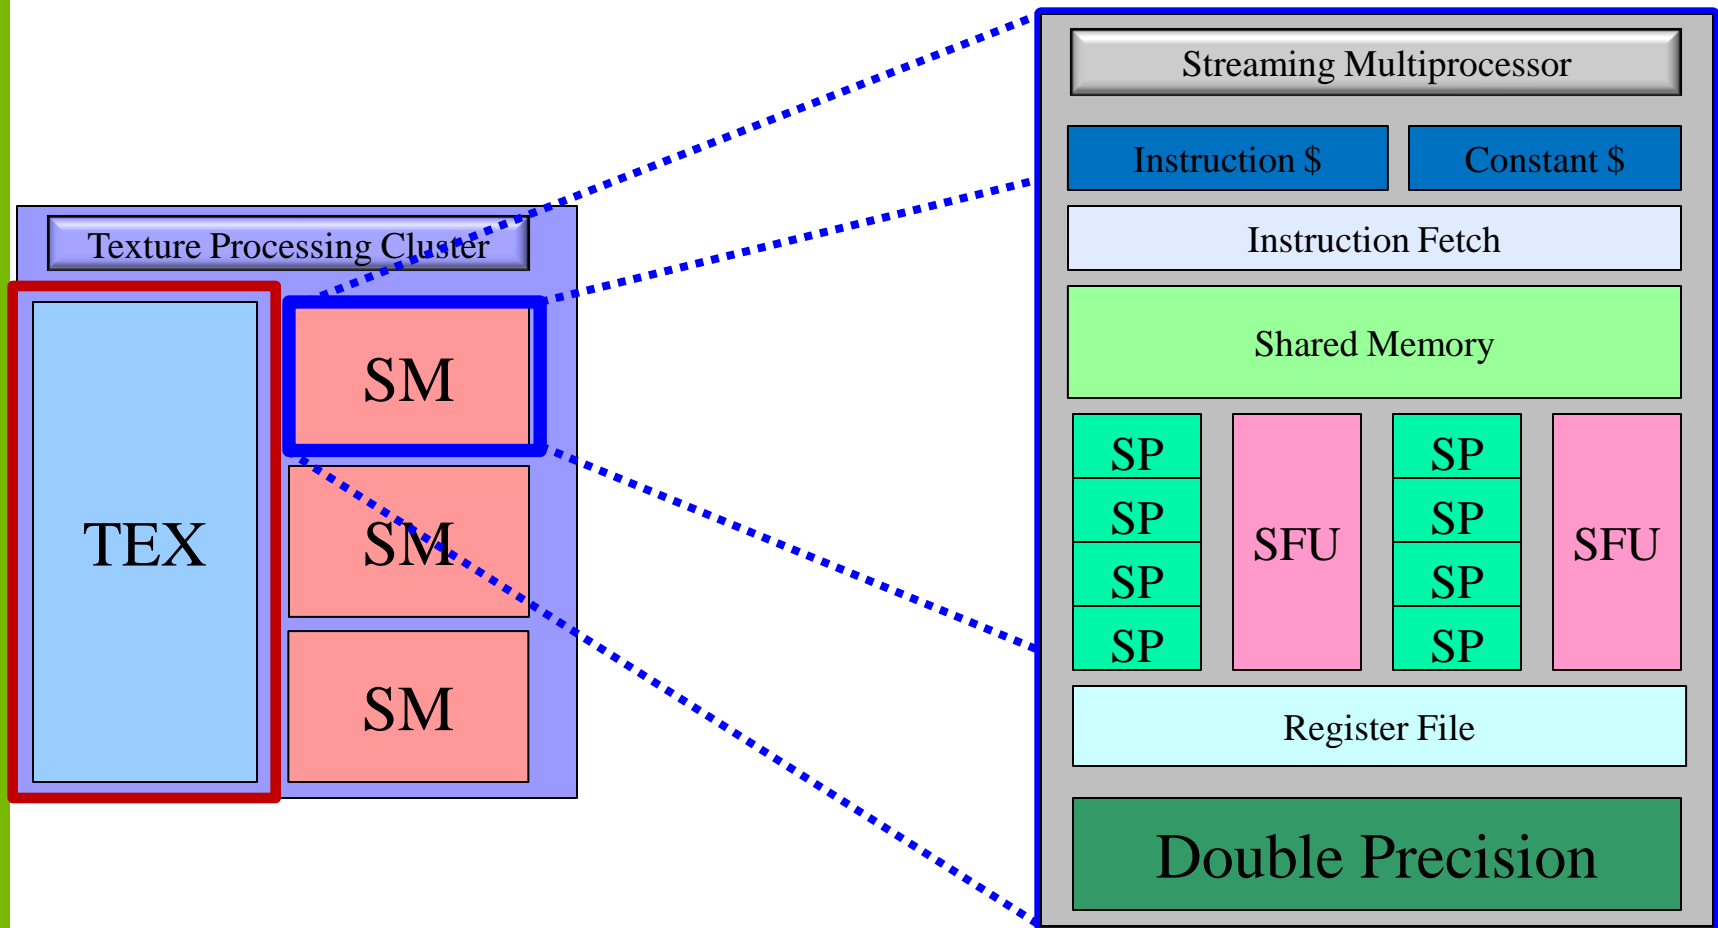 Texture Processing Cluster
TEX
SM
SM
SM
Streaming Multiprocessor
Instruction $
Constant $
Instruction Fetch
Shared Memory
SP
SP
SP
SP
SFU
SP
SP
SP
SP
SFU
Register File
Double Precision